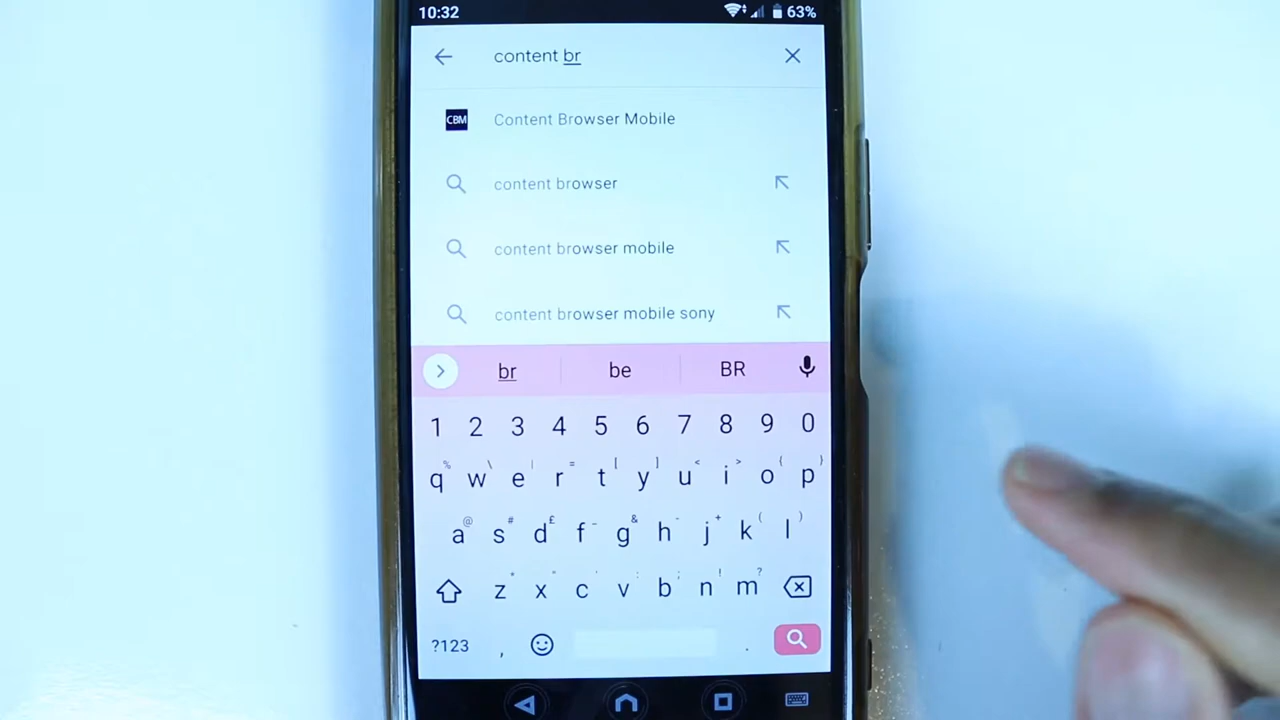 10:32 63%
content br
CBM Content Browser Mobile
content browser
content browser mobile
content browser mobile sony
br be BR
1 2 3 4 5 6 7 8 9 0
q w e r t y u i o p
a s d f g h j k l
z x c v b n m
?123 , .